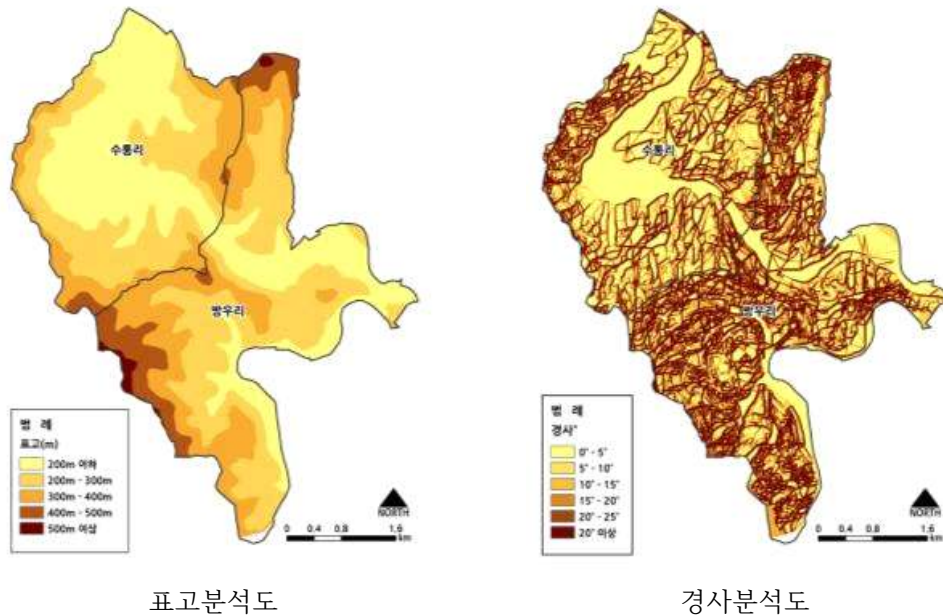 수통리
방우리
범 례
표고(m)
200m 이하
200m - 300m
300m - 400m
400m - 500m
500m 이상
NORTH
0 0.4 0.8 1.6
km
표고분석도
수통리
방우리
범 례
경사°
0° - 5°
5° - 10°
10° - 15°
15° - 20°
20° - 25°
20° 이상
NORTH
0 0.4 0.8 1.6
km
경사분석도